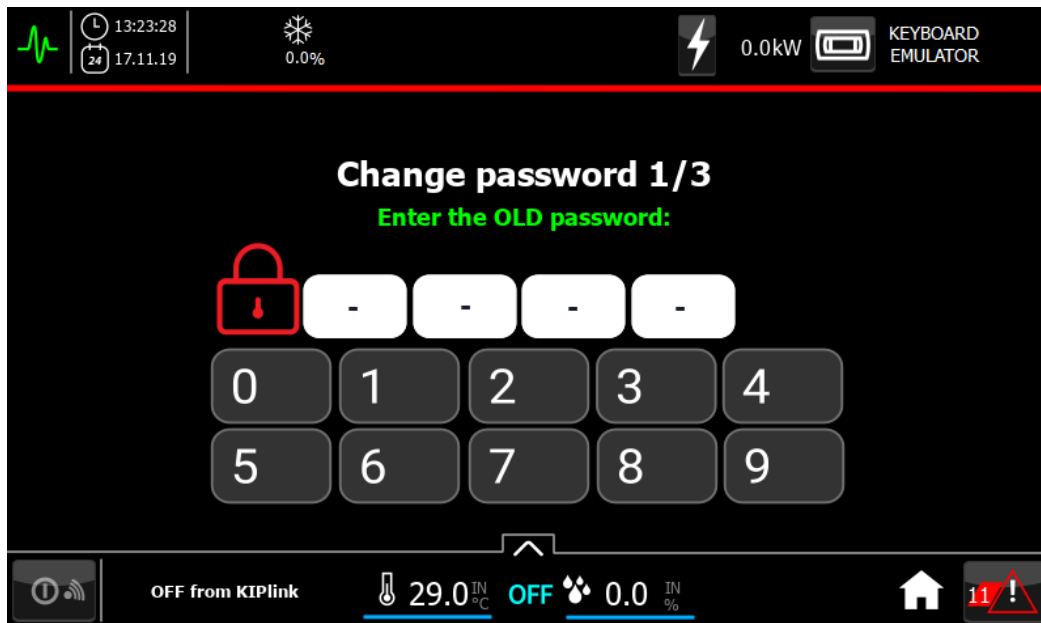 13:23:28
24 17.11.19
0.0%
0.0kW
KEYBOARD
EMULATOR
Change password 1/3
Enter the OLD password:
- - - -
0 1 2 3 4
5 6 7 8 9
OFF from KIPlink
29.0 IN °C
OFF
0.0 IN %
11 !